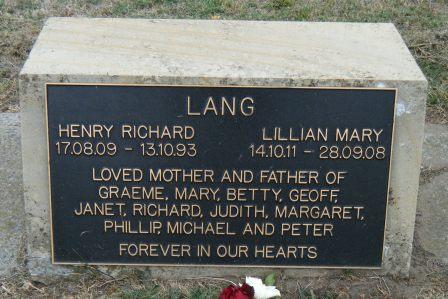 LANG
HENRY RICHARD LILLIAN MARY
17.08.09 - 13.10.93 14.10.11 - 28.09.08
LOVED MOTHER AND FATHER OF
GRAEME, MARY, BETTY, GEOFF,
JANET, RICHARD, JUDITH, MARGARET,
PHILLIP, MICHAEL AND PETER
FOREVER IN OUR HEARTS